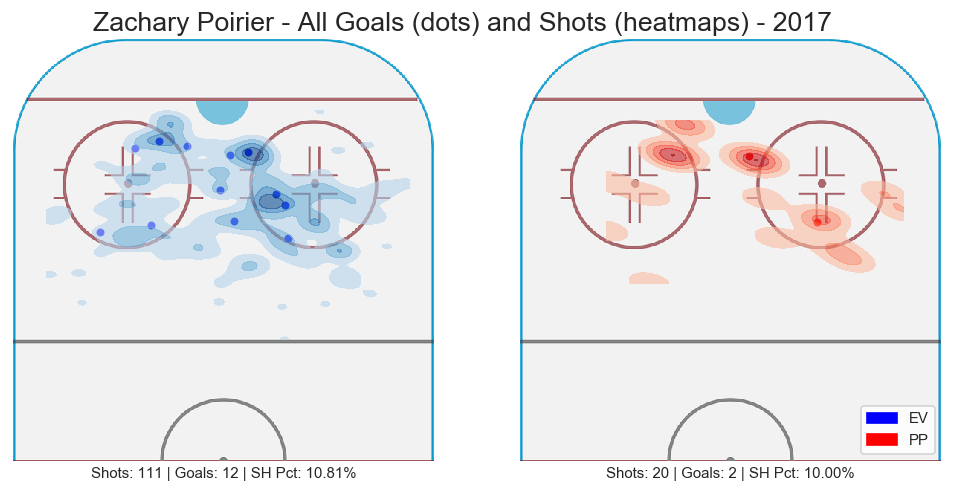 Zachary Poirier - All Goals (dots) and Shots (heatmaps) - 2017
EV
PP
Shots: 111 | Goals: 12 | SH Pct: 10.81%
Shots: 20 | Goals: 2 | SH Pct: 10.00%